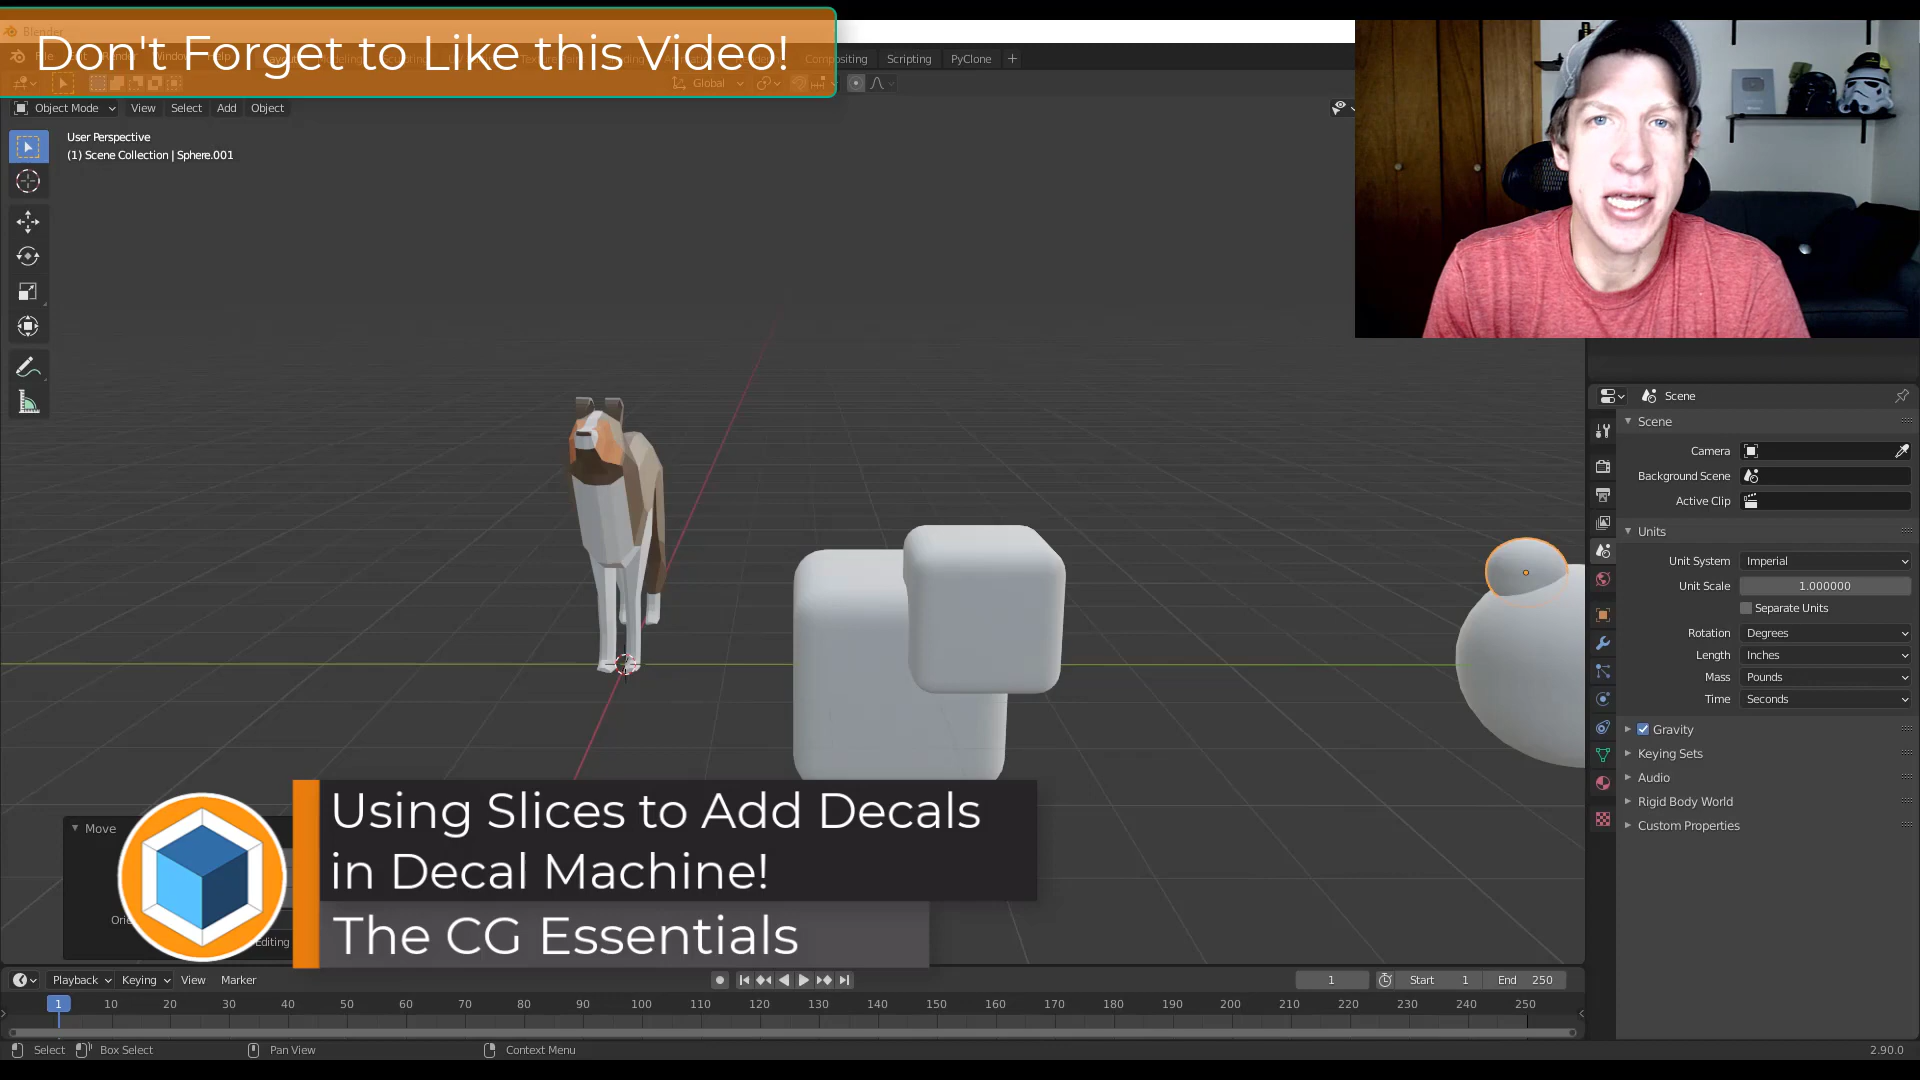 Don't Forget to Like this Video!
Compositing
Scripting
PyClone
Global
Object Mode
View
Select
Add
Object
User Perspective
(1) Scene Collection | Sphere.001
Scene
Scene
Camera
Background Scene
Active Clip
Units
Unit System
Imperial
Unit Scale
1.000000
Separate Units
Rotation
Degrees
Length
Inches
Mass
Pounds
Time
Seconds
Gravity
Keying Sets
Audio
Rigid Body World
Custom Properties
Move
Using Slices to Add Decals
in Decal Machine!
The CG Essentials
Editing
Playback
Keying
View
Marker
1
Start
1
End
250
1 10 20 30 40 50 60 70 80 90 100 110 120 130 140 150 160 170 180 190 200 210 220 230 240 250
Select
Box Select
Pan View
Context Menu
2.90.0